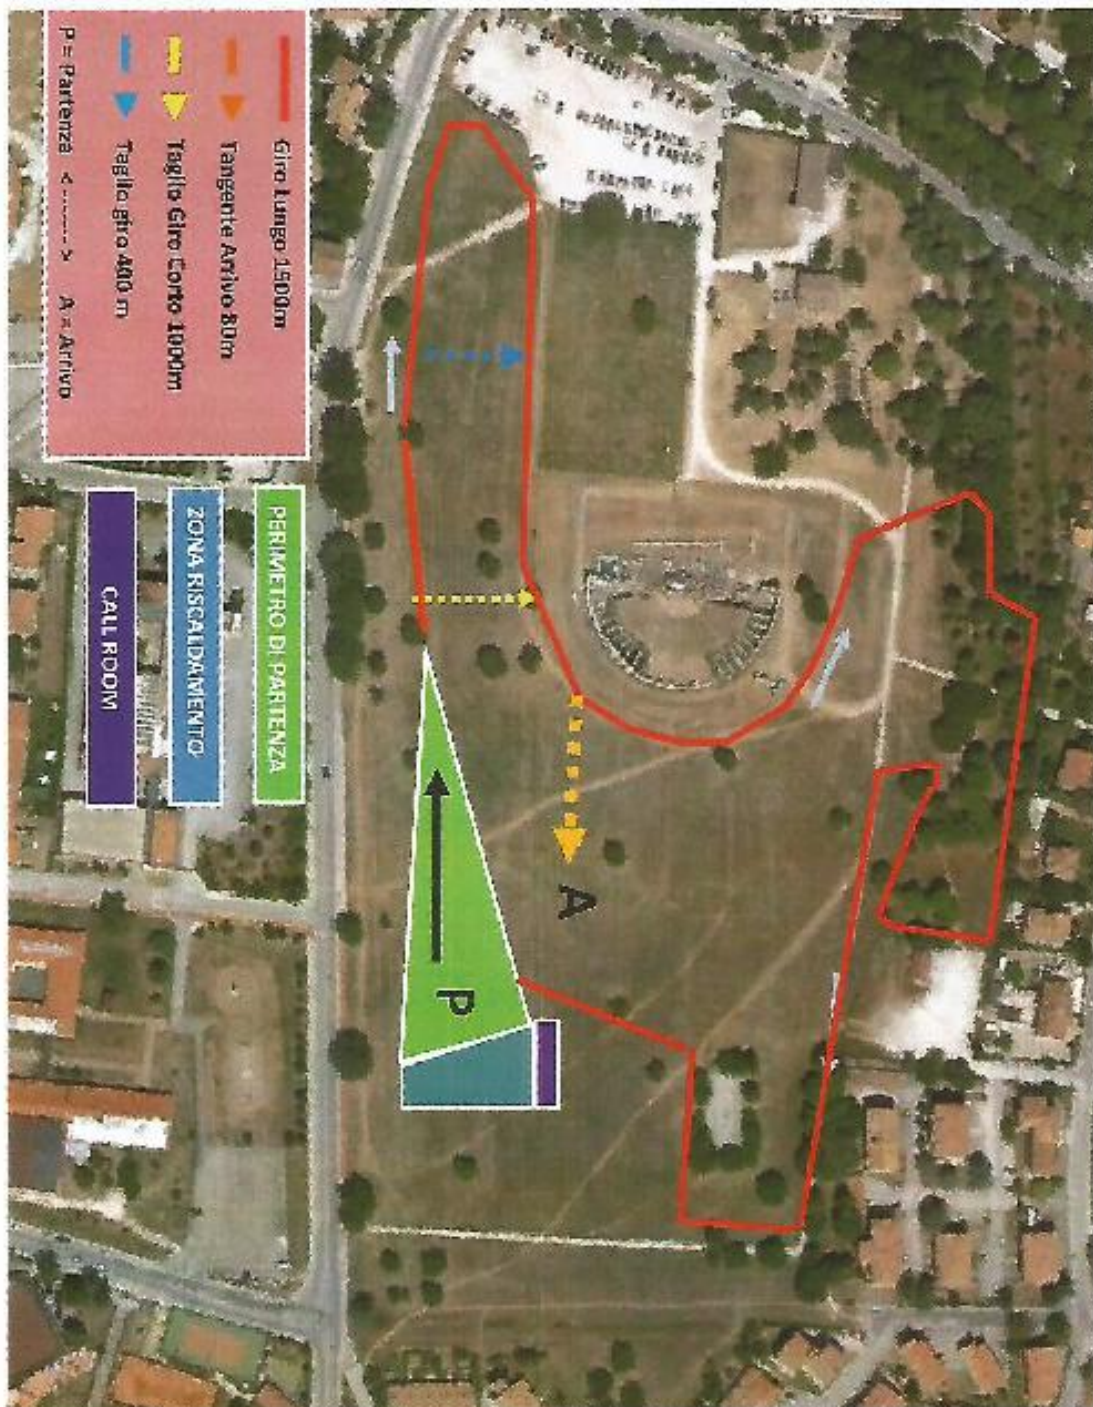 Giro Lungo 1500m
Tangente Arrivo 80m
Taglio Giro Corto 1000m
Taglio giro 400 m
P = Partenza < ------ > A = Arrivo
PERIMETRO DI PARTENZA
ZONA RISCALDAMENTO
CALL ROOM
A
P